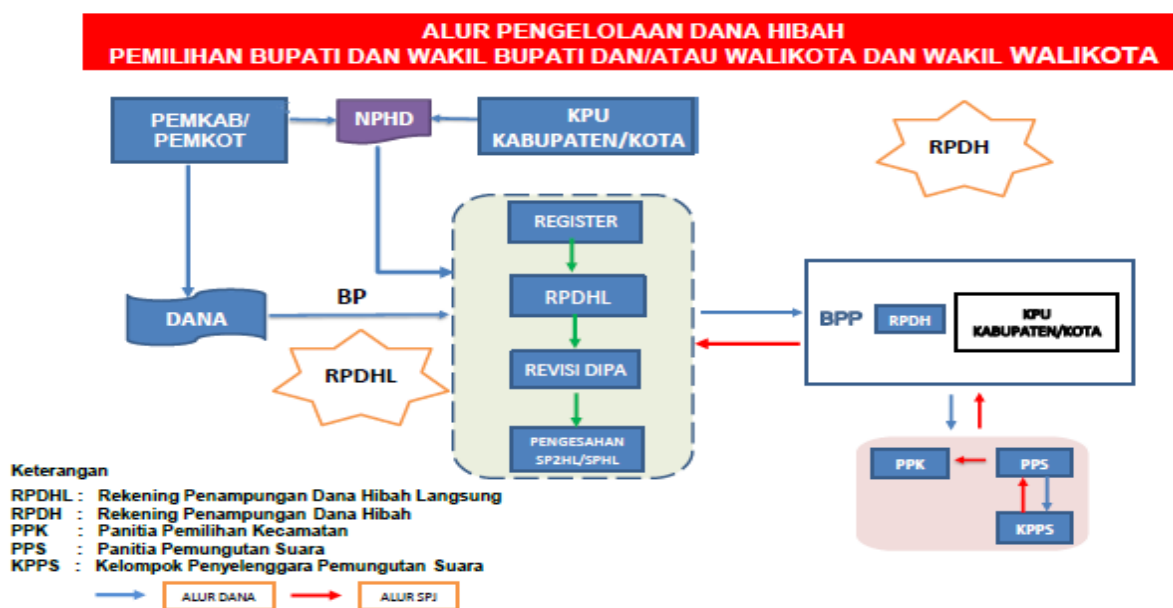 ALUR PENGELOLAAN DANA HIBAH
PEMILIHAN BUPATI DAN WAKIL BUPATI DAN/ATAU WALIKOTA DAN WAKIL WALIKOTA
PEMKAB/
PEMKOT
NPHD
KPU
KABUPATEN/KOTA
RPDH
REGISTER
RPDHL
REVISI DIPA
PENGESAHAN
SP2HL/SPHL
DANA
BP
RPDHL
BPP
RPDH
KPU
KABUPATEN/KOTA
PPK
PPS
KPPS
Keterangan
RPDHL : Rekening Penampungan Dana Hibah Langsung
RPDH : Rekening Penampungan Dana Hibah
PPK : Panitia Pemilihan Kecamatan
PPS : Panitia Pemungutan Suara
KPPS : Kelompok Penyelenggara Pemungutan Suara
ALUR DANA
ALUR SPJ